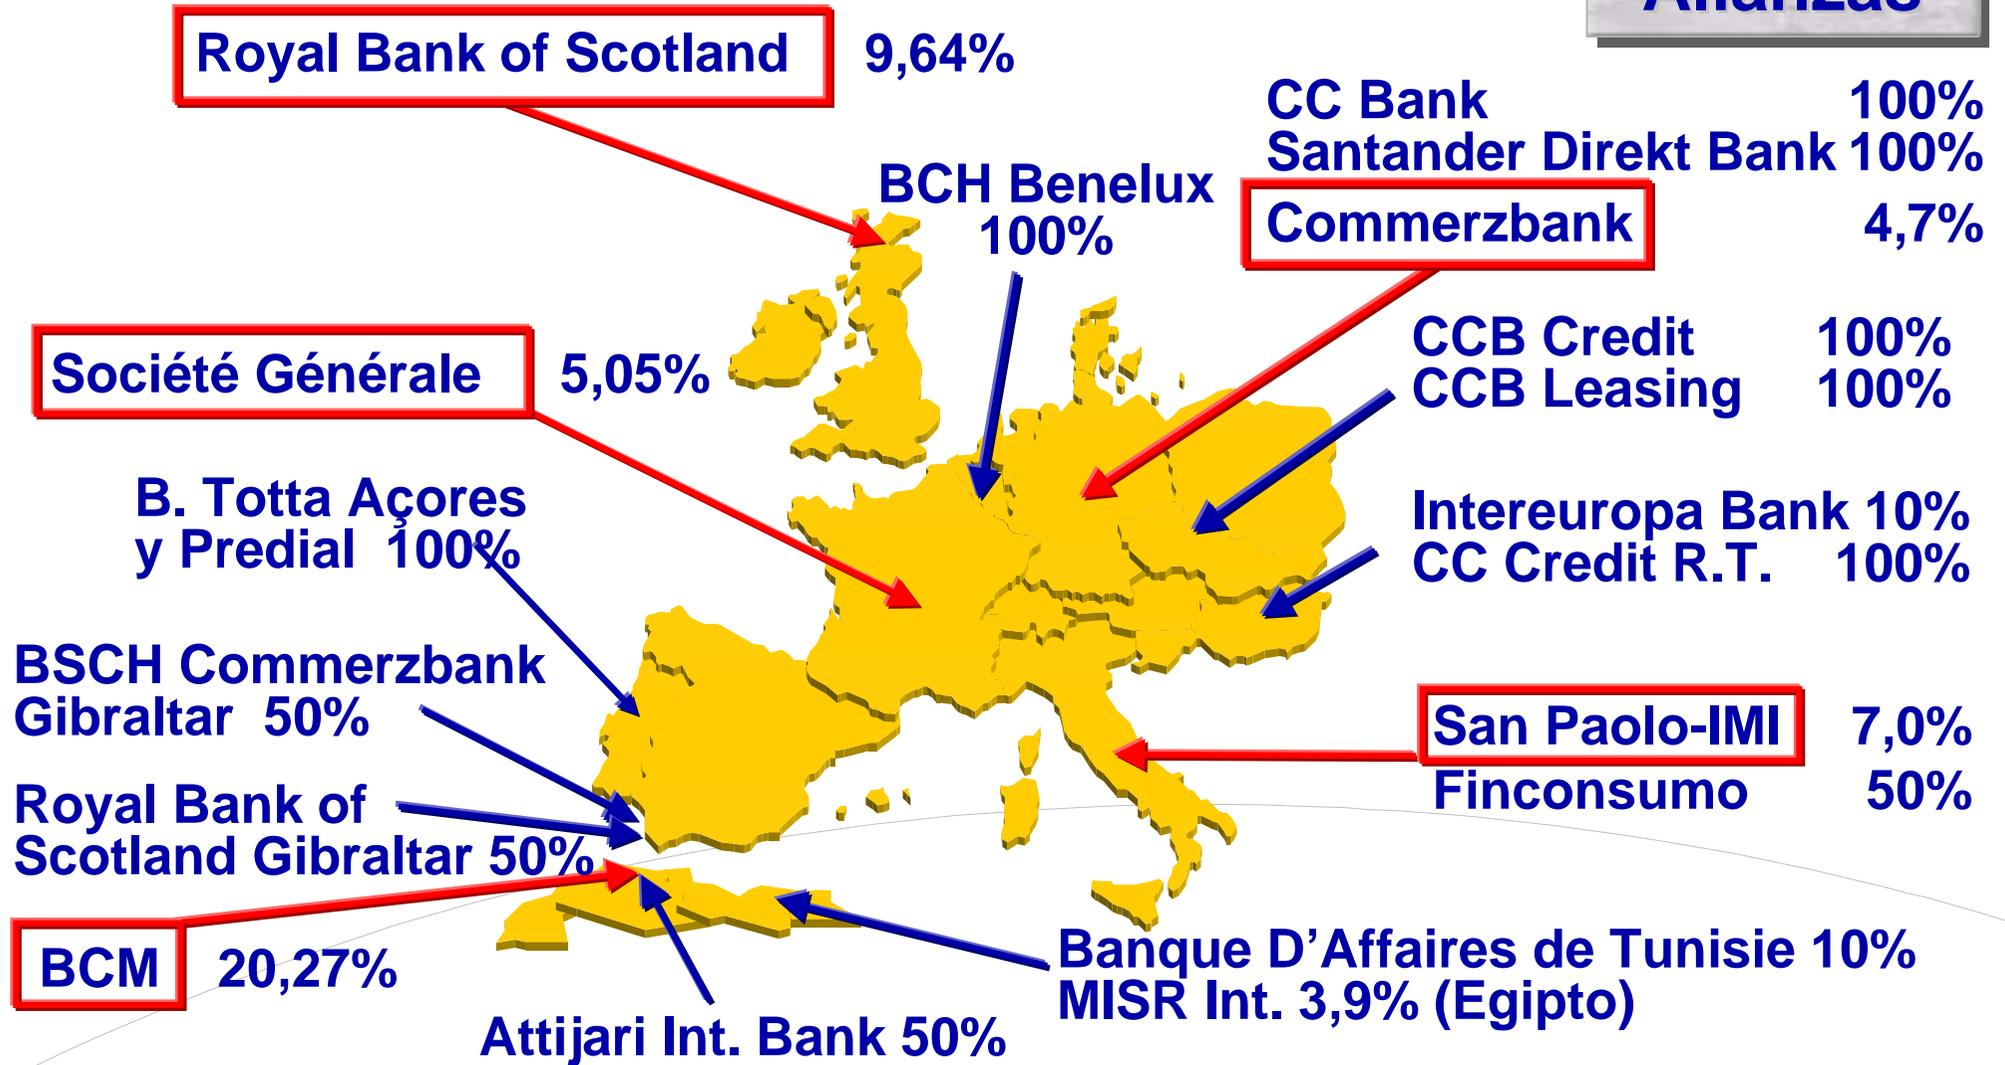 Alianzas
Royal Bank of Scotland 9,64%
CC Bank 100%
Santander Direkt Bank 100%
BCH Benelux
100%
Commerzbank 4,7%
Société Générale 5,05%
CCB Credit 100%
CCB Leasing 100%
B. Totta Açores
y Predial 100%
Intereuropa Bank 10%
CC Credit R.T. 100%
BSCH Commerzbank
Gibraltar 50%
San Paolo-IMI 7,0%
Finconsumo 50%
Royal Bank of
Scotland Gibraltar 50%
BCM 20,27%
Banque D’Affaires de Tunisie 10%
MISR Int. 3,9% (Egipto)
Attijari Int. Bank 50%